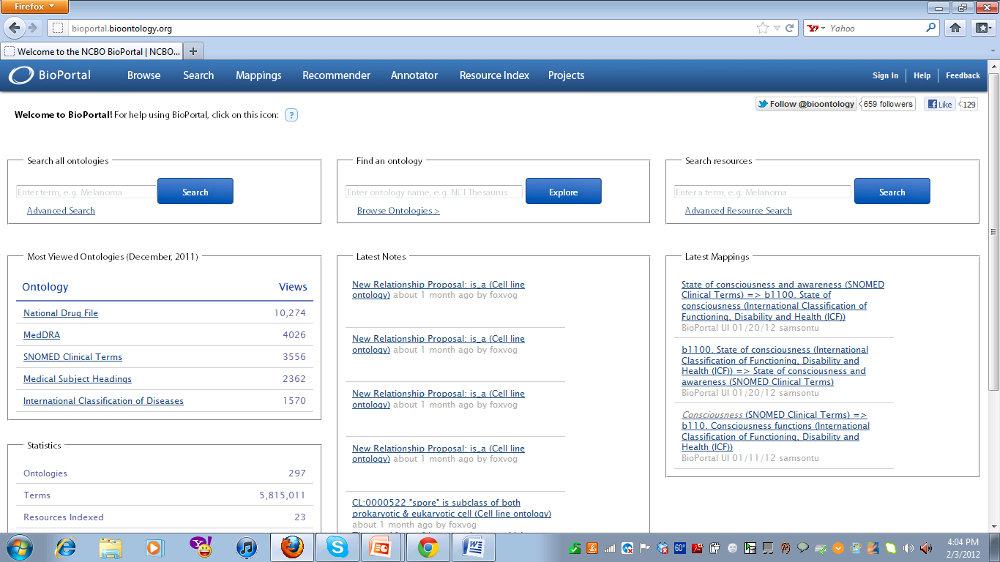 Firefox
bioportal.bioontology.org
Yahoo
Welcome to the NCBO BioPortal | NCBO...
BioPortal Browse Search Mappings Recommender Annotator Resource Index Projects Sign In Help Feedback
Follow @bioontology 659 followers Like 129
Welcome to BioPortal! For help using BioPortal, click on this icon: ?
Search all ontologies
Enter term, e.g. Melanoma Search
Advanced Search
Find an ontology
Enter ontology name, e.g. NCI Thesaurus Explore
Browse Ontologies >
Search resources
Enter a term, e.g. Melanoma Search
Advanced Resource Search
Most Viewed Ontologies (December, 2011)
Ontology Views
National Drug File 10,274
MedDRA 4026
SNOMED Clinical Terms 3556
Medical Subject Headings 2362
International Classification of Diseases 1570
Statistics
Ontologies 297
Terms 5,815,011
Resources Indexed 23
Latest Notes
New Relationship Proposal: is_a (Cell line
ontology) about 1 month ago by foxvog
New Relationship Proposal: is_a (Cell line
ontology) about 1 month ago by foxvog
New Relationship Proposal: is_a (Cell line
ontology) about 1 month ago by foxvog
New Relationship Proposal: is_a (Cell line
ontology) about 1 month ago by foxvog
CL:0000522 "spore" is subclass of both
prokaryotic & eukaryotic cell (Cell line ontology)
about 1 month ago by foxvog
Latest Mappings
State of consciousness and awareness (SNOMED
Clinical Terms) => b1100. State of
consciousness (International Classification of
Functioning, Disability and Health (ICF))
BioPortal UI 01/20/12 samsontu
b1100. State of consciousness (International
Classification of Functioning, Disability and
Health (ICF)) => State of consciousness and
awareness (SNOMED Clinical Terms)
BioPortal UI 01/20/12 samsontu
Consciousness (SNOMED Clinical Terms) =>
b110. Consciousness functions (International
Classification of Functioning, Disability and
Health (ICF))
BioPortal UI 01/11/12 samsontu
60°
4:04 PM
2/3/2012